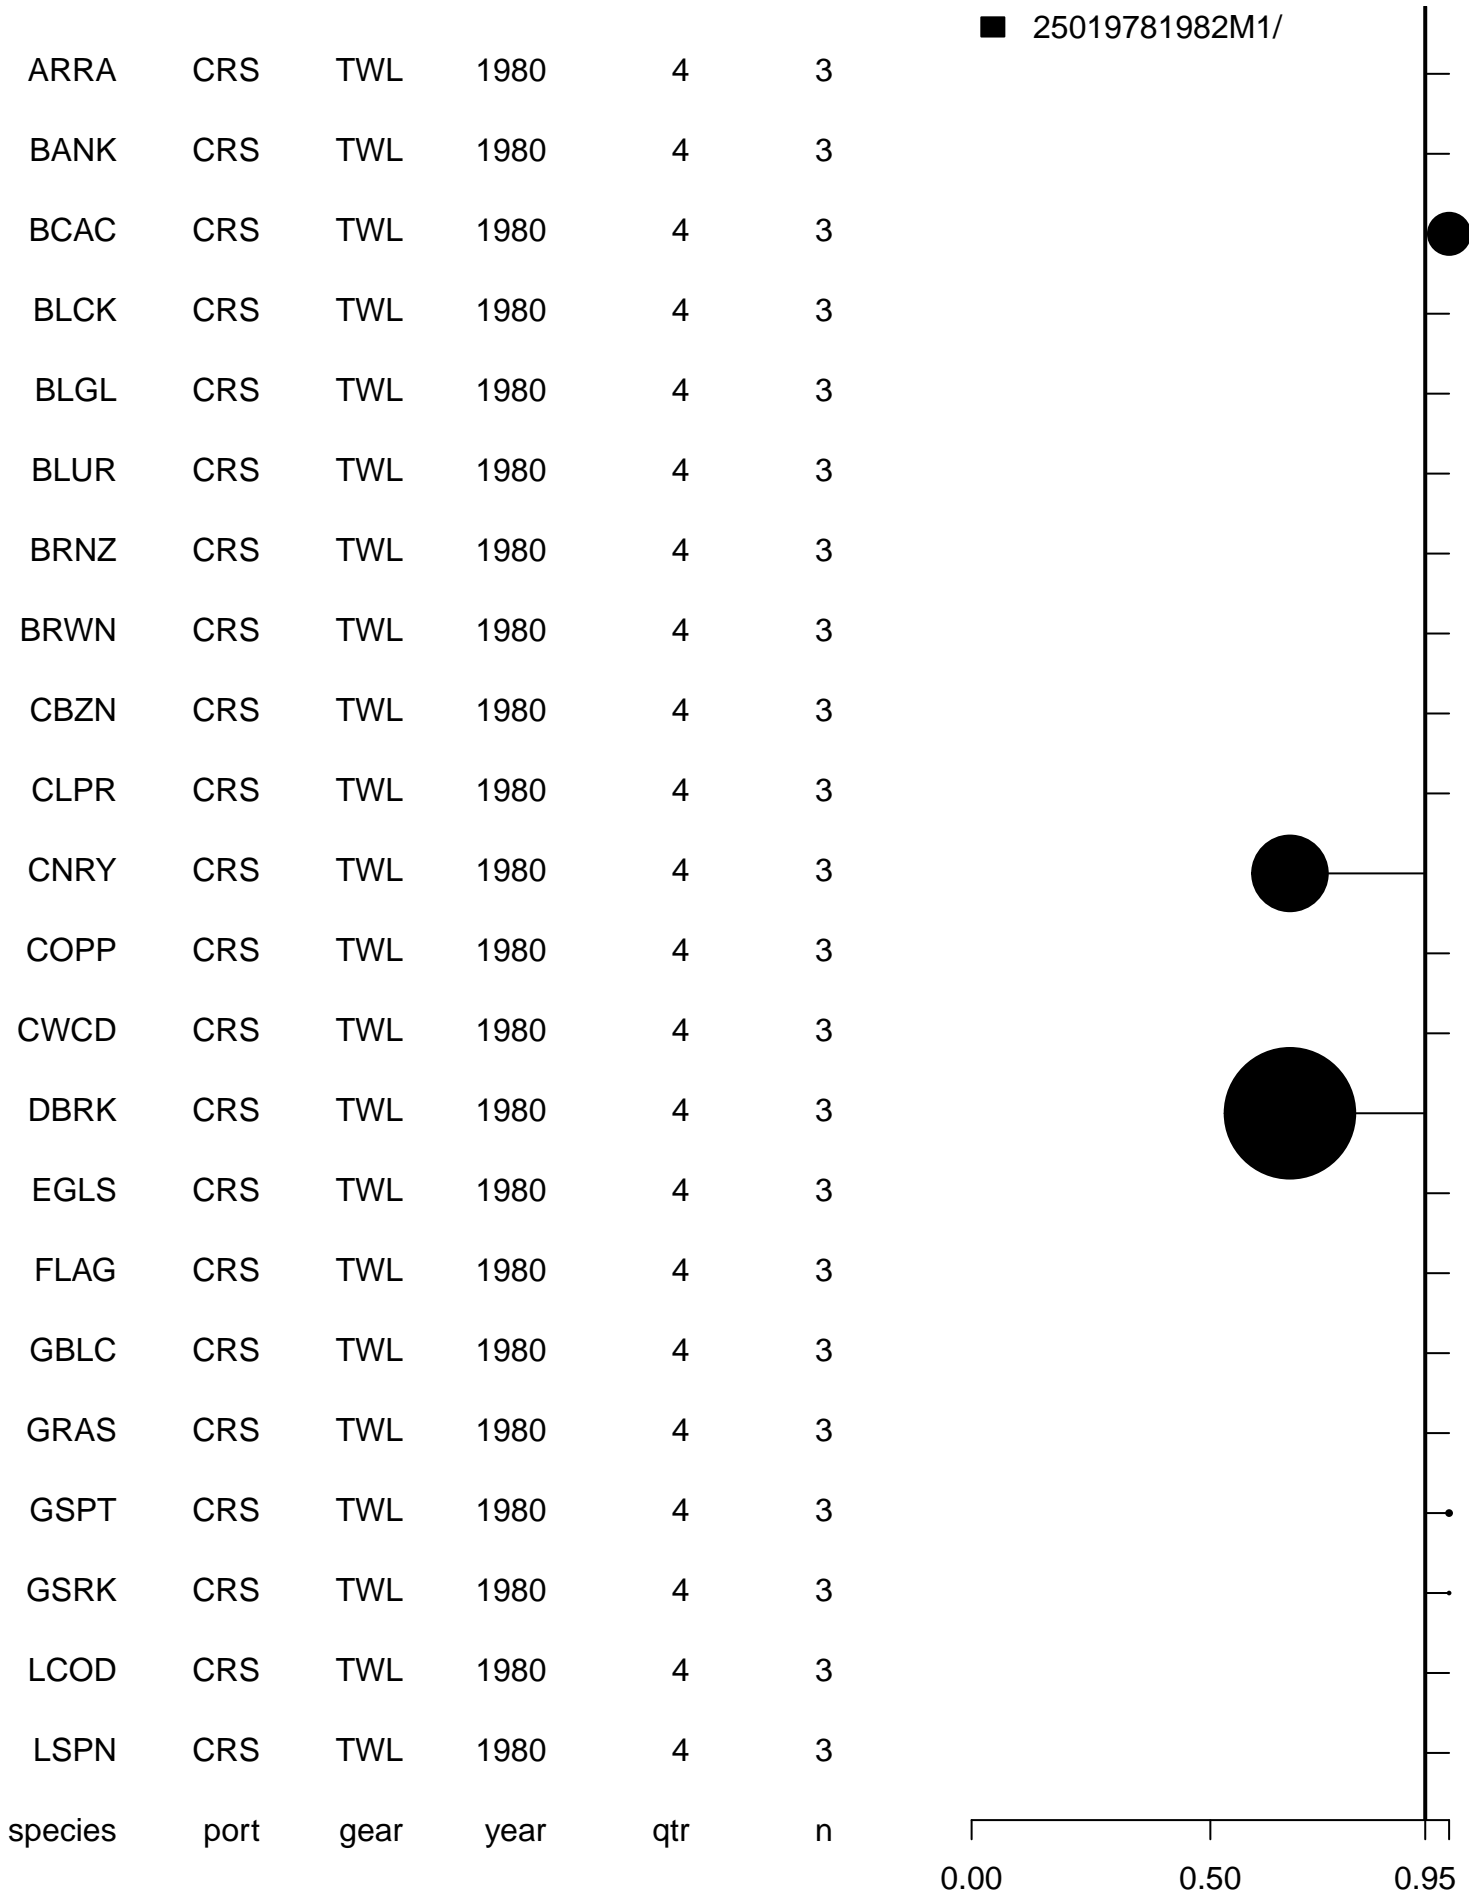 25019781982M1/
ARRA CRS TWL 1980 4 3
BANK CRS TWL 1980 4 3
BCAC CRS TWL 1980 4 3
BLCK CRS TWL 1980 4 3
BLGL CRS TWL 1980 4 3
BLUR CRS TWL 1980 4 3
BRNZ CRS TWL 1980 4 3
BRWN CRS TWL 1980 4 3
CBZN CRS TWL 1980 4 3
CLPR CRS TWL 1980 4 3
CNRY CRS TWL 1980 4 3
COPP CRS TWL 1980 4 3
CWCD CRS TWL 1980 4 3
DBRK CRS TWL 1980 4 3
EGLS CRS TWL 1980 4 3
FLAG CRS TWL 1980 4 3
GBLC CRS TWL 1980 4 3
GRAS CRS TWL 1980 4 3
GSPT CRS TWL 1980 4 3
GSRK CRS TWL 1980 4 3
LCOD CRS TWL 1980 4 3
LSPN CRS TWL 1980 4 3
species port gear year qtr n
0.00 0.50 0.95